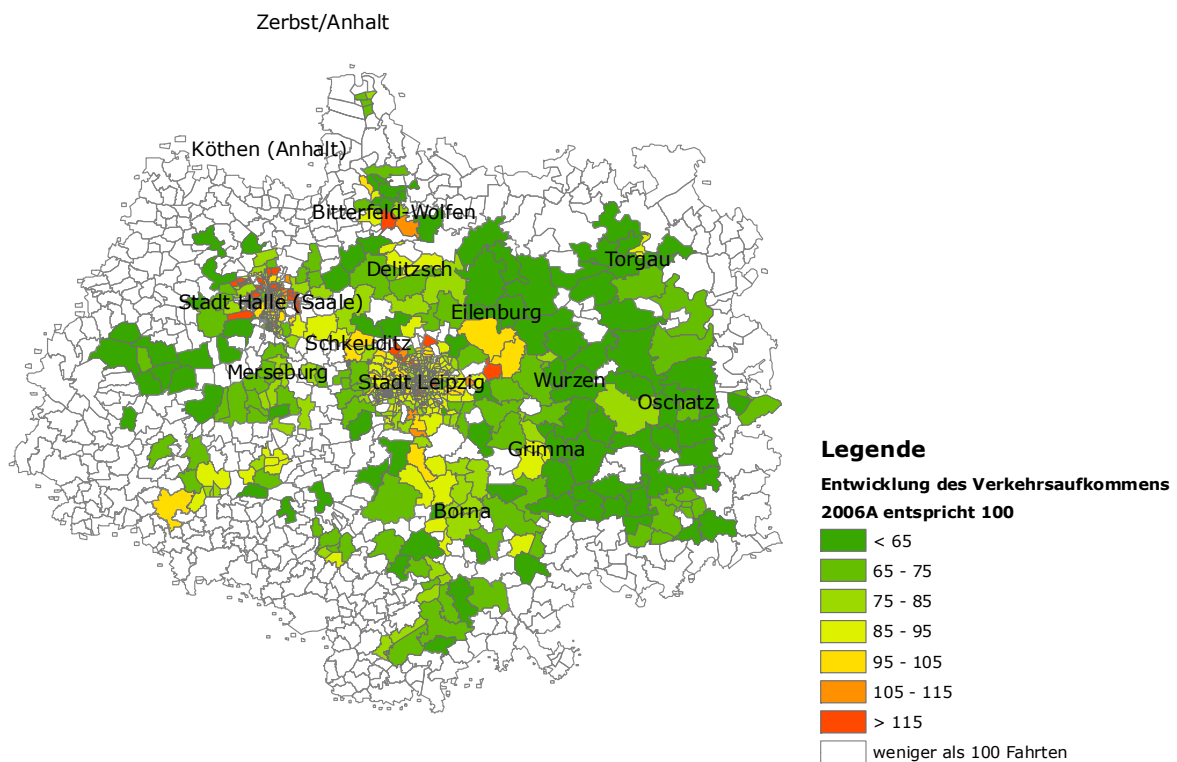 Zerbst/Anhalt
Köthen (Anhalt)
Bitterfeld-Wolfen
Torgau
Delitzsch
Stadt Halle (Saale)
Eilenburg
Schkeuditz
Merseburg
Stadt Leipzig
Wurzen
Oschatz
Grimma
Borna
Legende
Entwicklung des Verkehrsaufkommens
2006A entspricht 100
< 65
65 - 75
75 - 85
85 - 95
95 - 105
105 - 115
> 115
weniger als 100 Fahrten